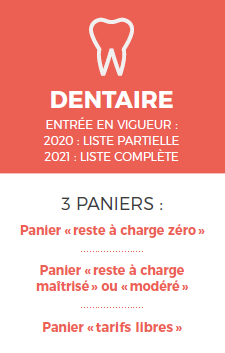 DENTAIRE
ENTRÉE EN VIGUEUR :
2020 : LISTE PARTIELLE
2021 : LISTE COMPLÈTE
3 PANIERS :
Panier « reste à charge zéro »
Panier « reste à charge
maîtrisé » ou « modéré »
Panier « tarifs libres »